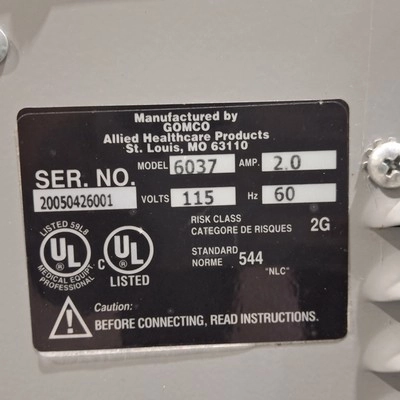 Manufactured by
GOMCO
Allied Healthcare Products
St. Louis, MO 63110
MODEL 6037 AMP. 2.0
SER. NO.
20050426001 VOLTS 115 Hz 60
RISK CLASS
CATEGORE DE RISQUES 2G
STANDARD
NORME 544
"NLC"
LISTED 59L8
UL
MEDICAL EQUIPT.
PROFESSIONAL
C UL
LISTED
Caution:
BEFORE CONNECTING, READ INSTRUCTIONS.